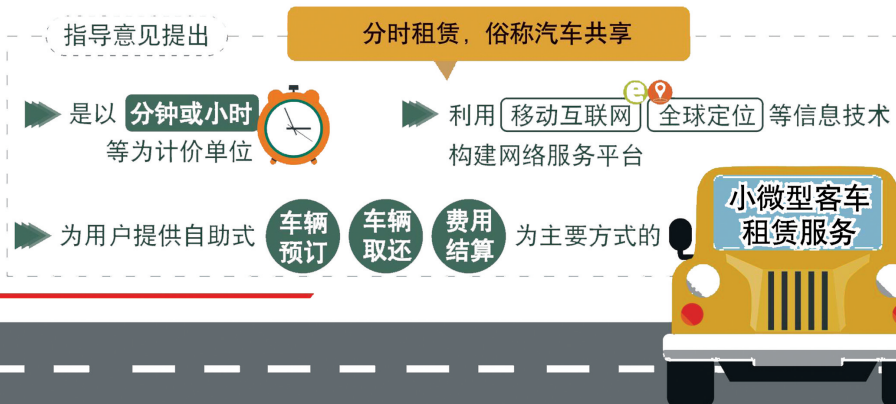 指导意见提出
分时租赁，俗称汽车共享
是以 分钟或小时
等为计价单位
利用 移动互联网 全球定位 等信息技术
构建网络服务平台
为用户提供自助式 车辆预订 车辆取还 费用结算 为主要方式的
小微型客车
租赁服务
e